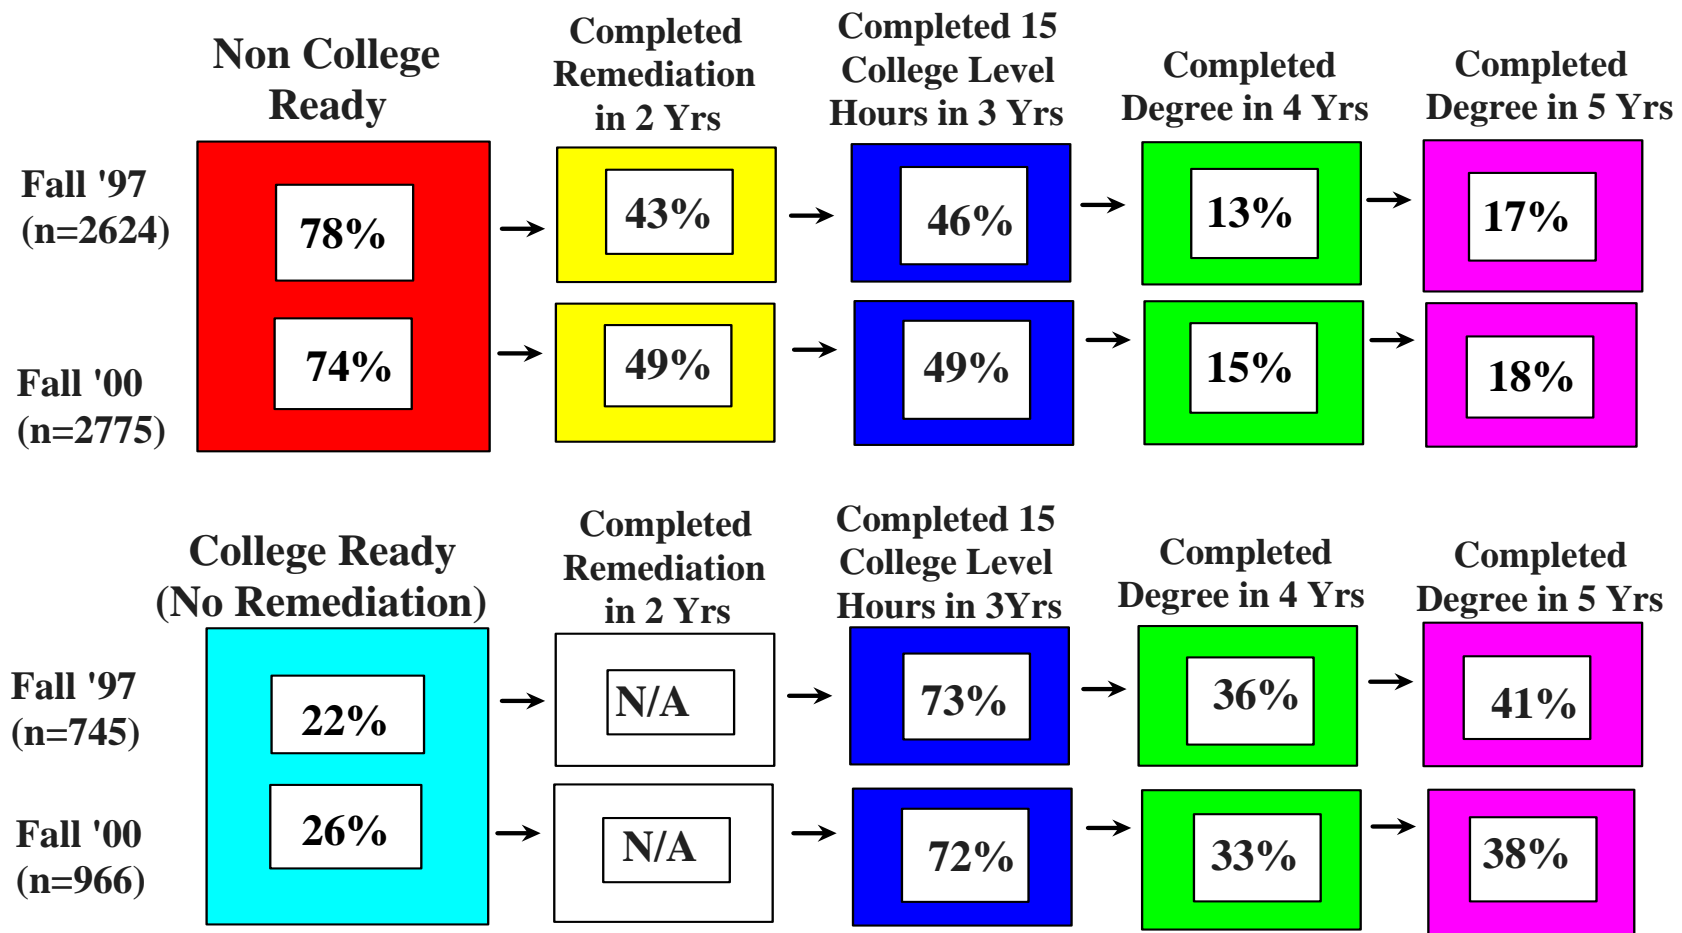 Non College
Ready
Completed
Remediation
in 2 Yrs
Completed 15
College Level
Hours in 3 Yrs
Completed
Degree in 4 Yrs
Completed
Degree in 5 Yrs
Fall '97
(n=2624)
78%
43%
46%
13%
17%
Fall '00
(n=2775)
74%
49%
49%
15%
18%
College Ready
(No Remediation)
Completed
Remediation
in 2 Yrs
Completed 15
College Level
Hours in 3Yrs
Completed
Degree in 4 Yrs
Completed
Degree in 5 Yrs
Fall '97
(n=745)
22%
N/A
73%
36%
41%
Fall '00
(n=966)
26%
N/A
72%
33%
38%